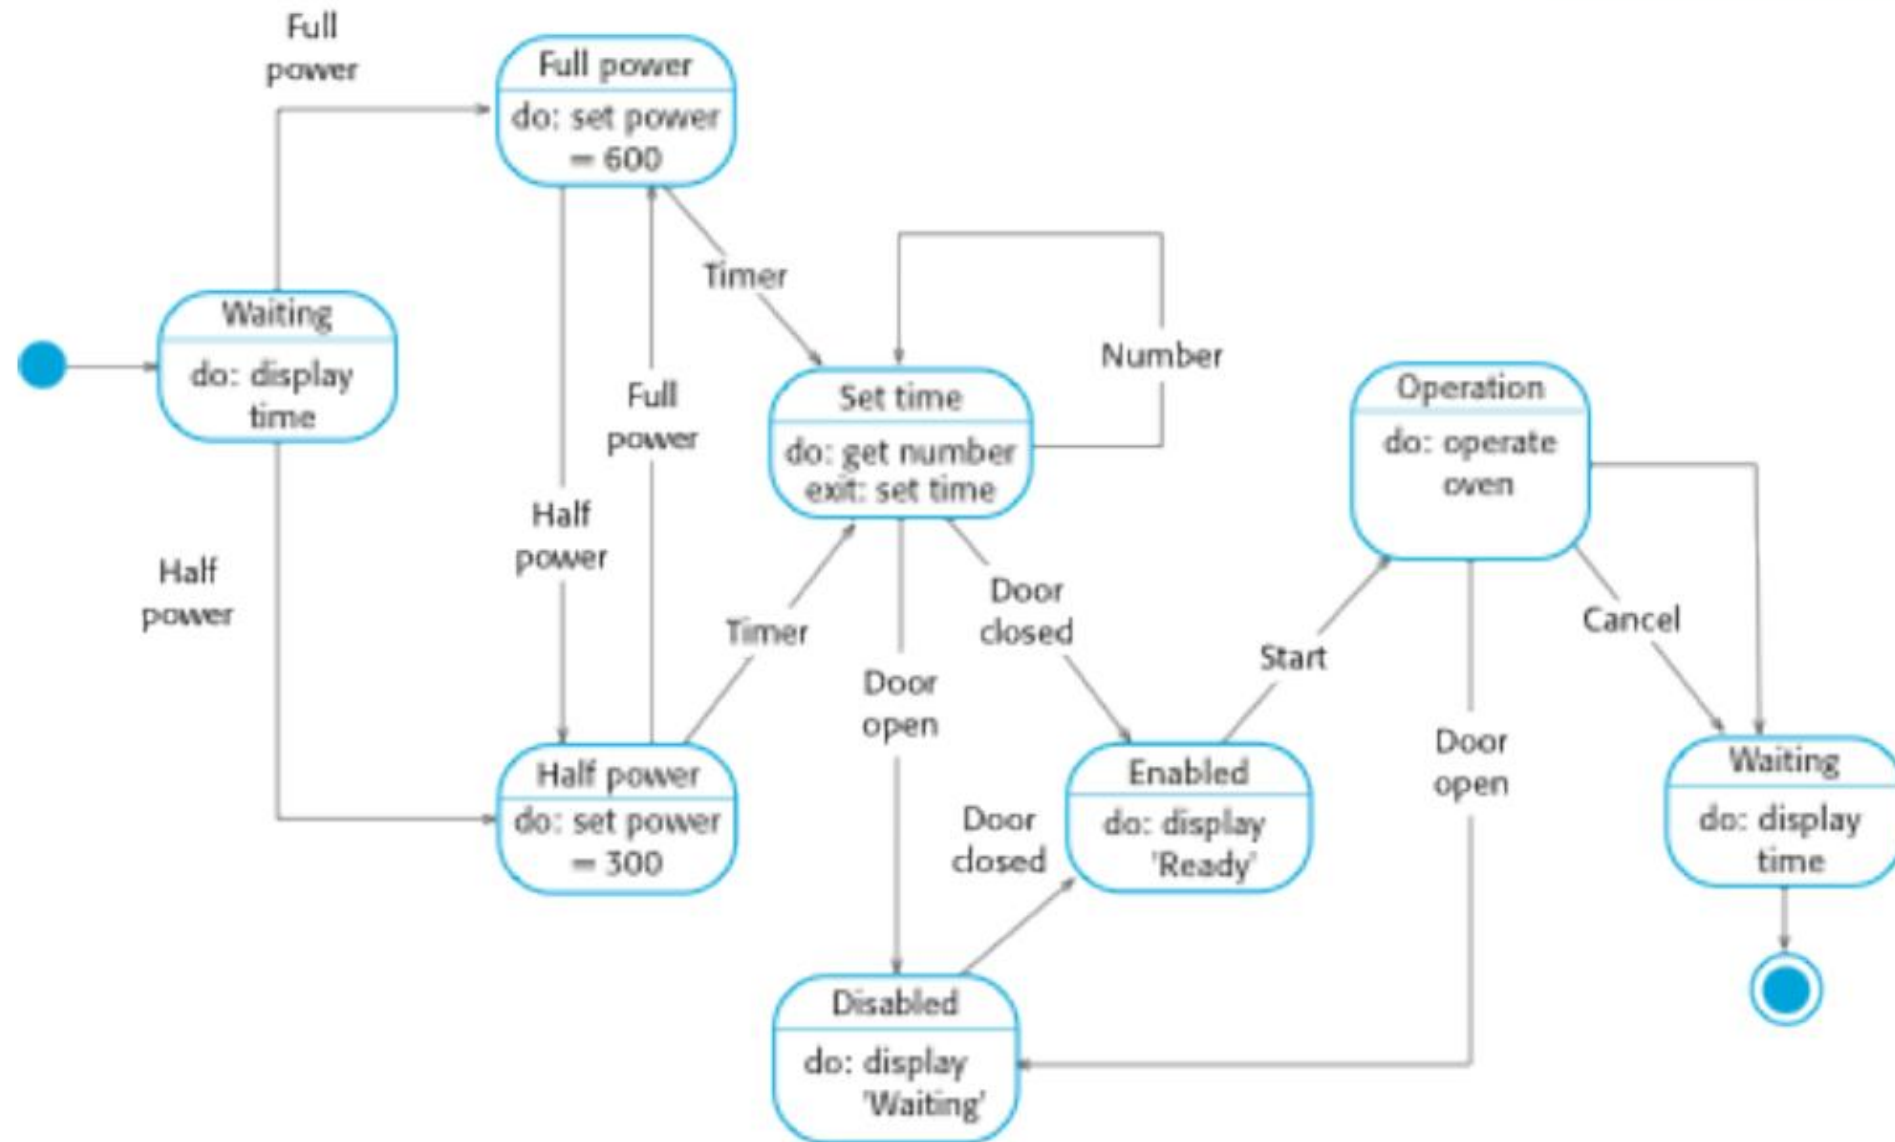 Full
power
Full power
do: set power
= 600
Timer
Waiting
do: display
time
Full
power
Half
power
Half
power
Number
Set time
do: get number
exit: set time
Operation
do: operate
oven
Timer
Door
closed
Door
open
Start
Cancel
Door
open
Half power
do: set power
= 300
Enabled
do: display
'Ready'
Door
closed
Waiting
do: display
time
Disabled
do: display
'Waiting'